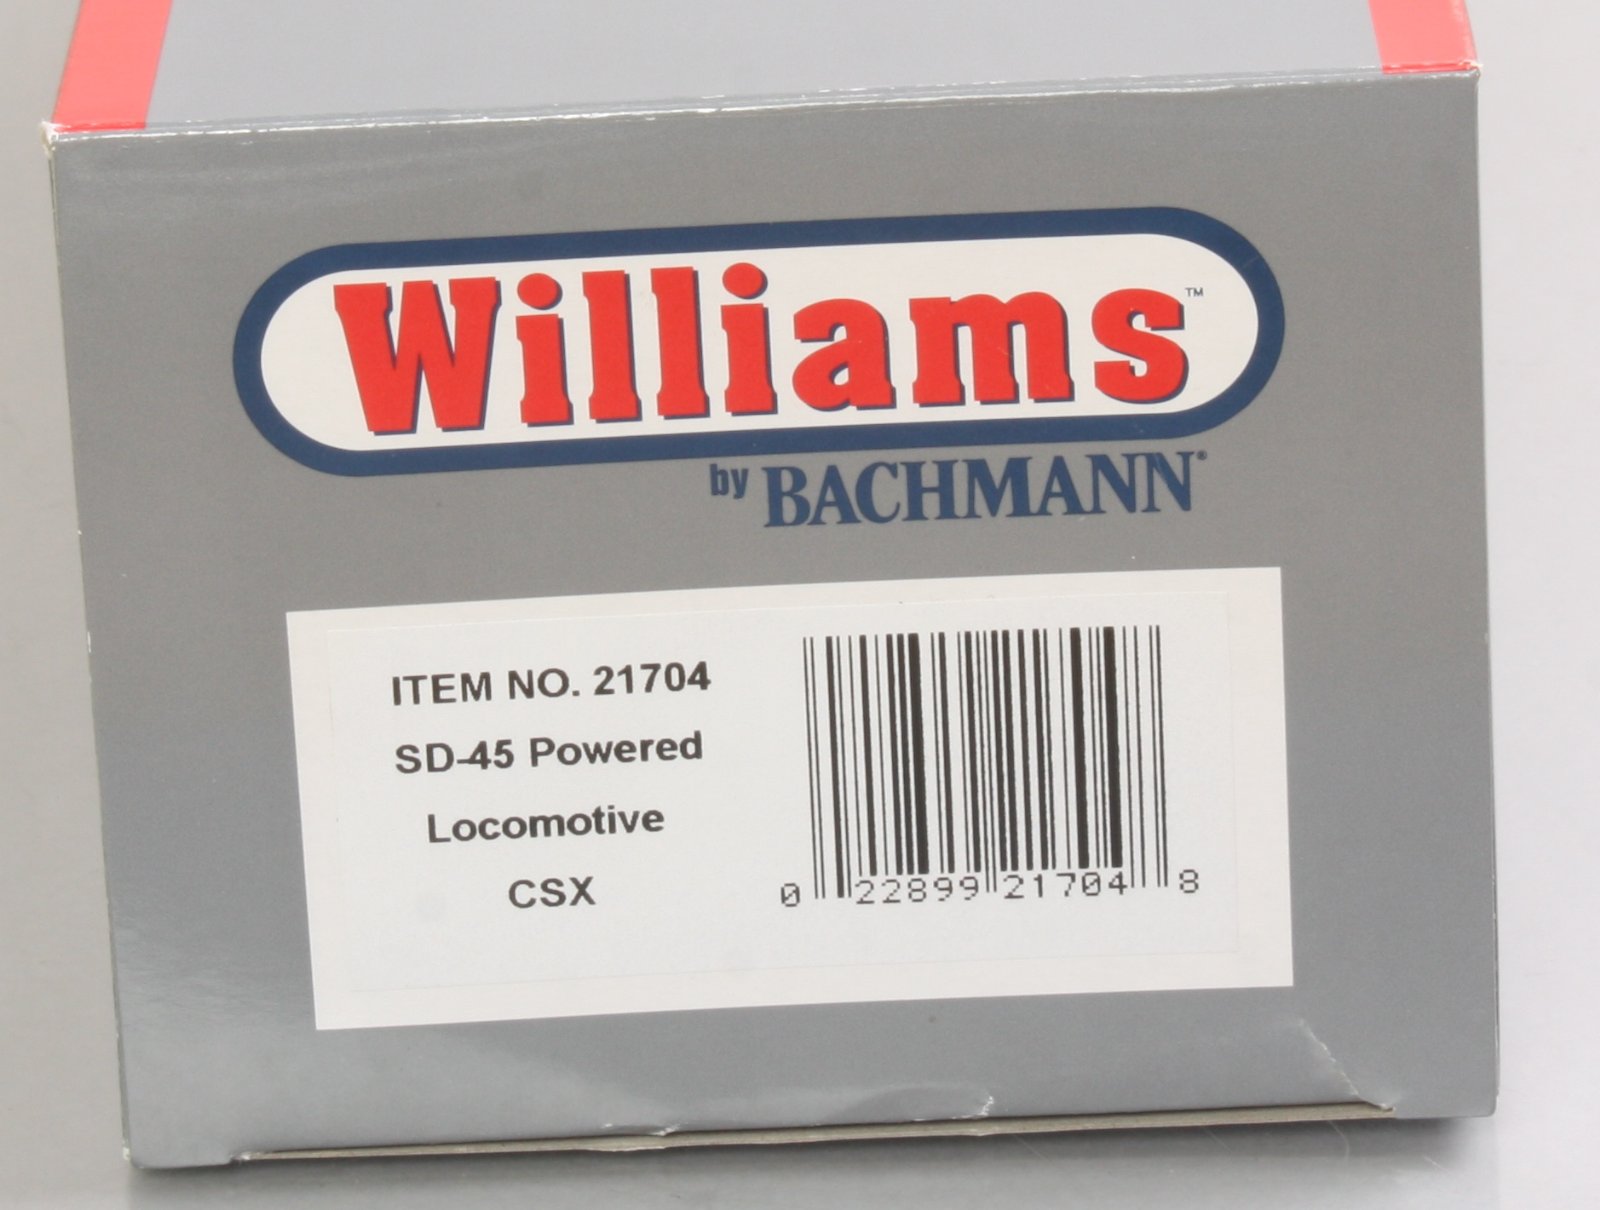 Williams™
by BACHMANN®
ITEM NO. 21704
SD-45 Powered
Locomotive
CSX
0 22899 21704 8